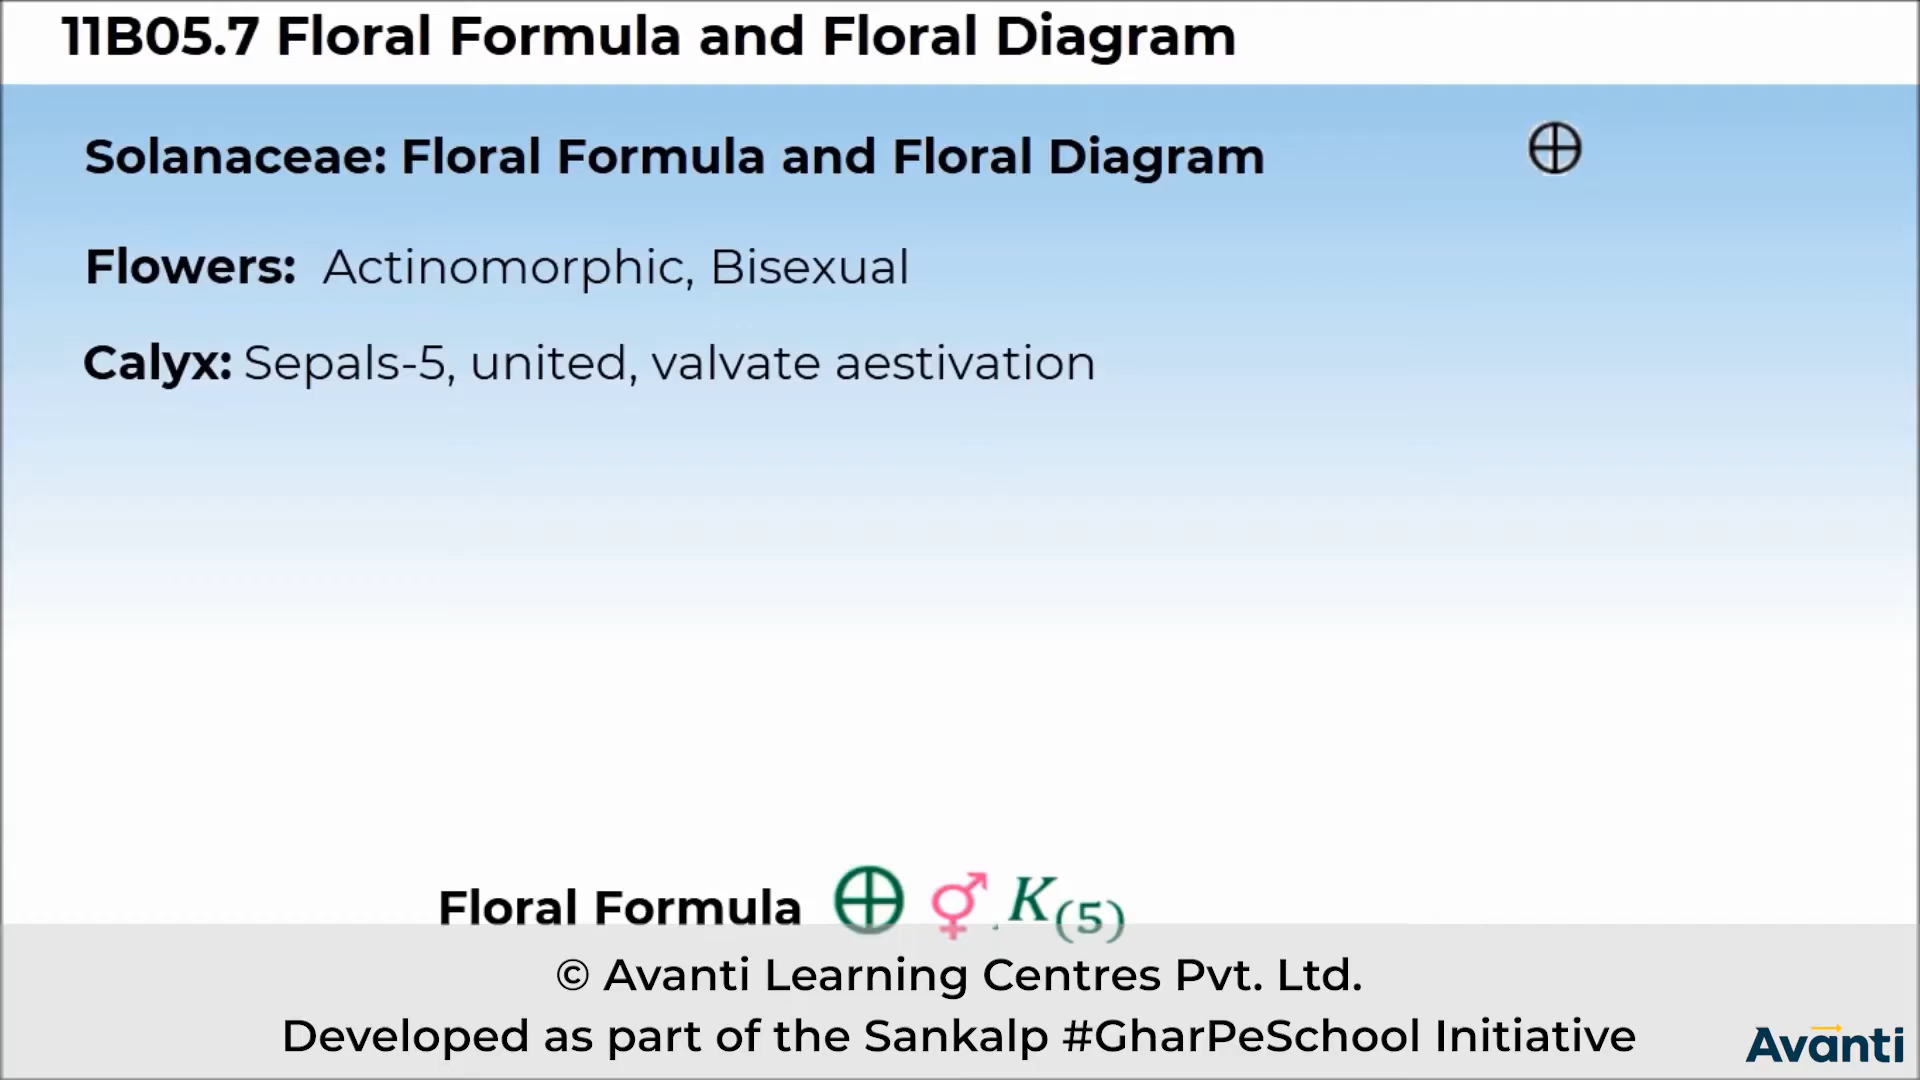 11B05.7 Floral Formula and Floral Diagram
Solanaceae: Floral Formula and Floral Diagram ⊕
Flowers: Actinomorphic, Bisexual
Calyx: Sepals-5, united, valvate aestivation
Floral Formula ⊕ ⚥ K(5)
© Avanti Learning Centres Pvt. Ltd.
Developed as part of the Sankalp #GharPeSchool Initiative
Avanti